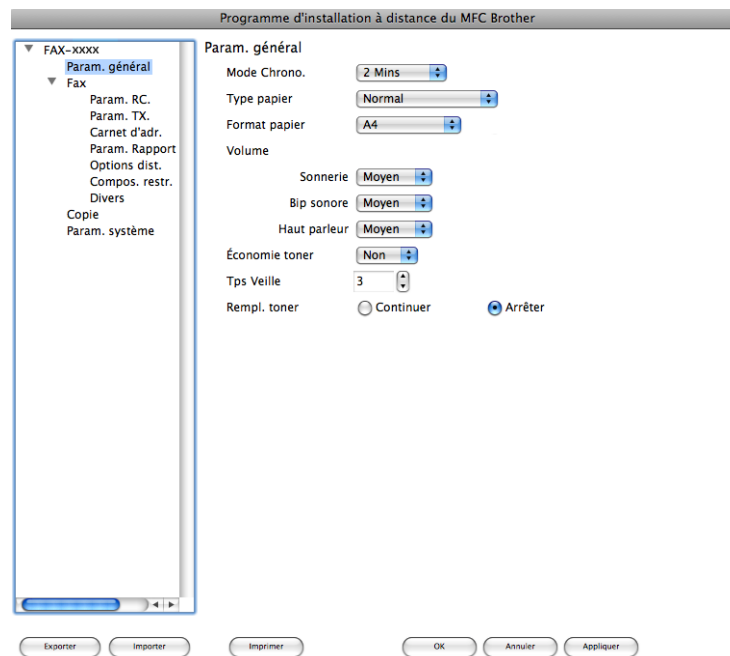 Programme d'installation à distance du MFC Brother
FAX-xxxx
Param. général
Fax
Param. RC.
Param. TX.
Carnet d'adr.
Param. Rapport
Options dist.
Compos. restr.
Divers
Copie
Param. système
Param. général
Mode Chrono. 2 Mins
Type papier Normal
Format papier A4
Volume
Sonnerie Moyen
Bip sonore Moyen
Haut parleur Moyen
Économie toner Non
Tps Veille 3
Rempl. toner Continuer Arrêter
Exporter Importer Imprimer OK Annuler Appliquer